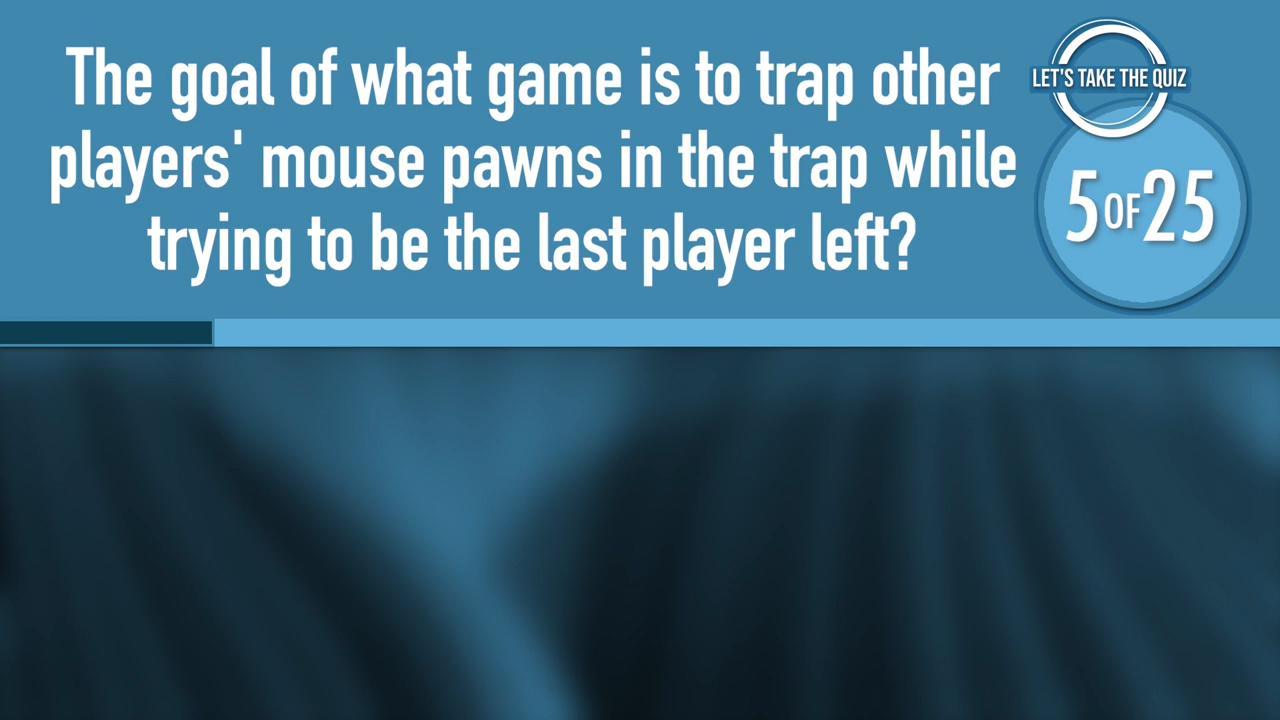 The goal of what game is to trap other
players' mouse pawns in the trap while
trying to be the last player left?
LET'S TAKE THE QUIZ
5 OF 25